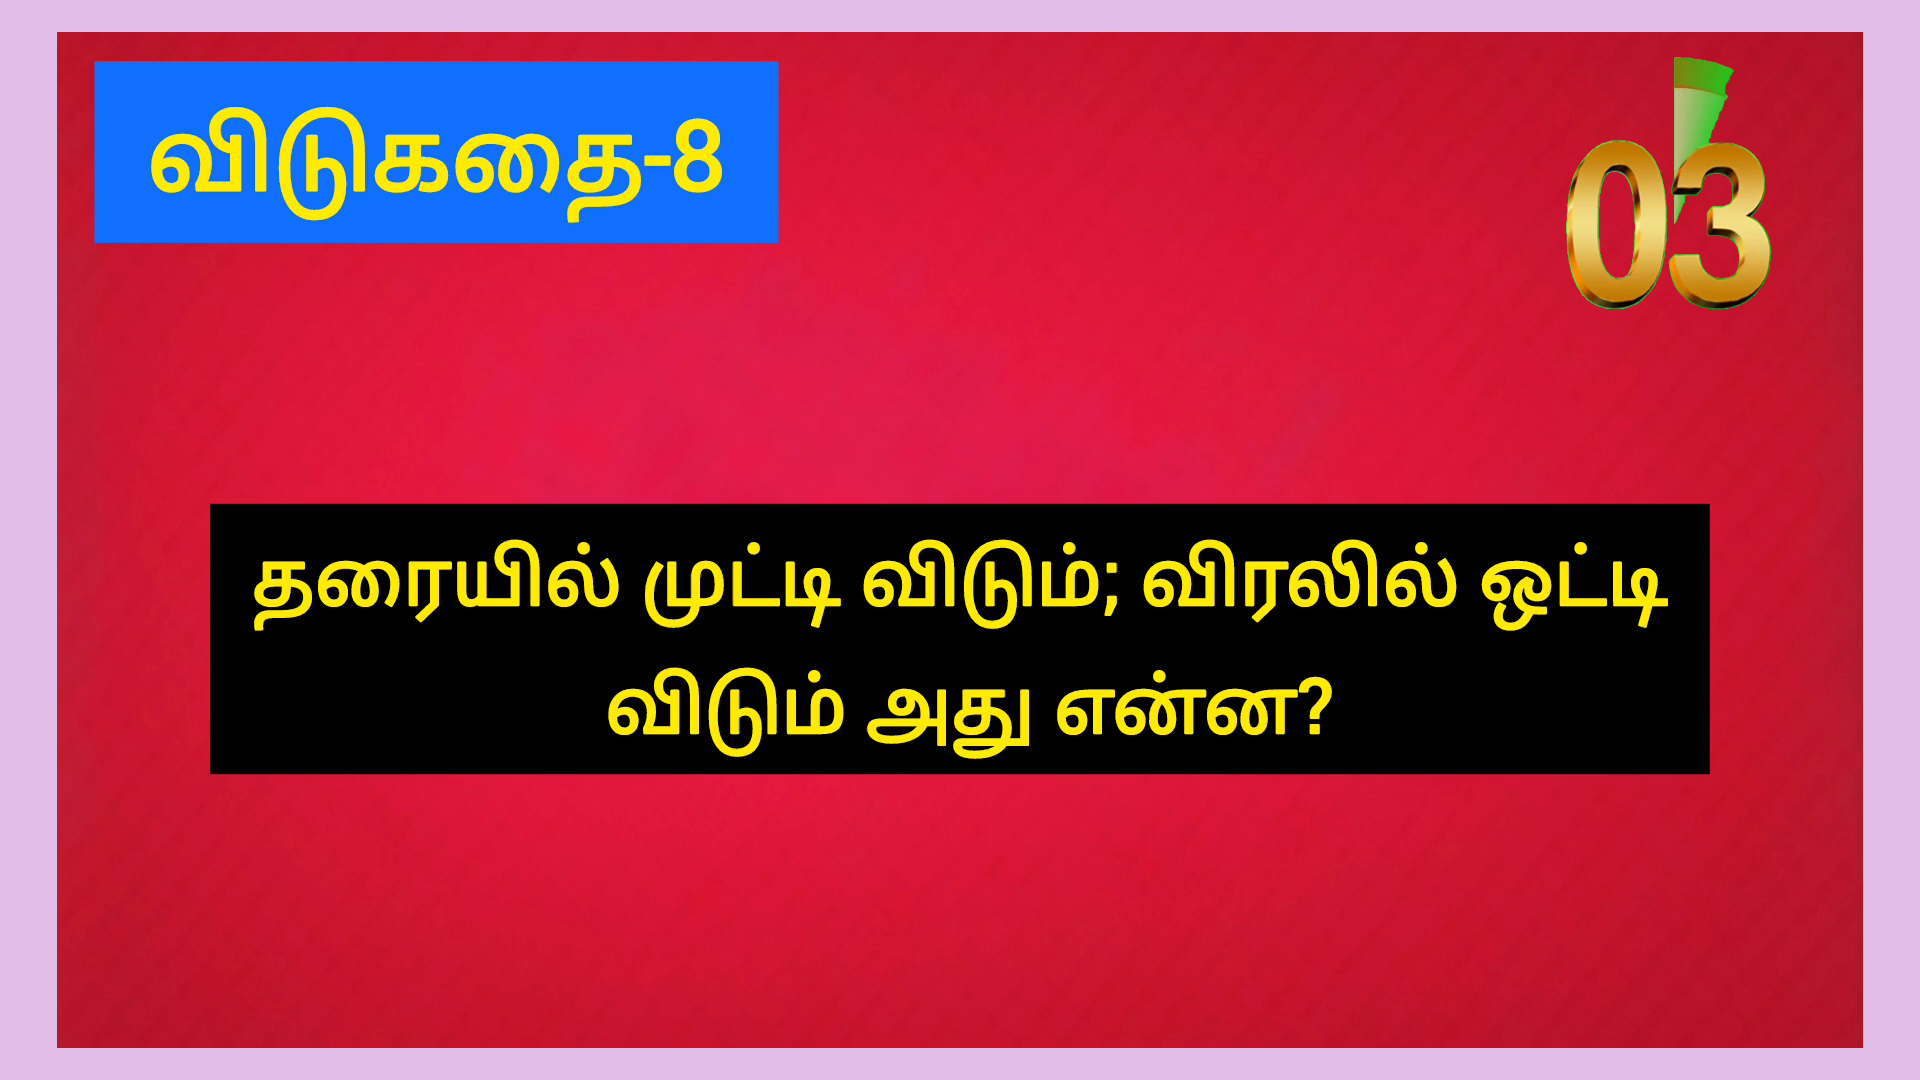 விடுகதை-8
03
தரையில் முட்டி விடும்; விரலில் ஒட்டி
விடும் அது என்ன?